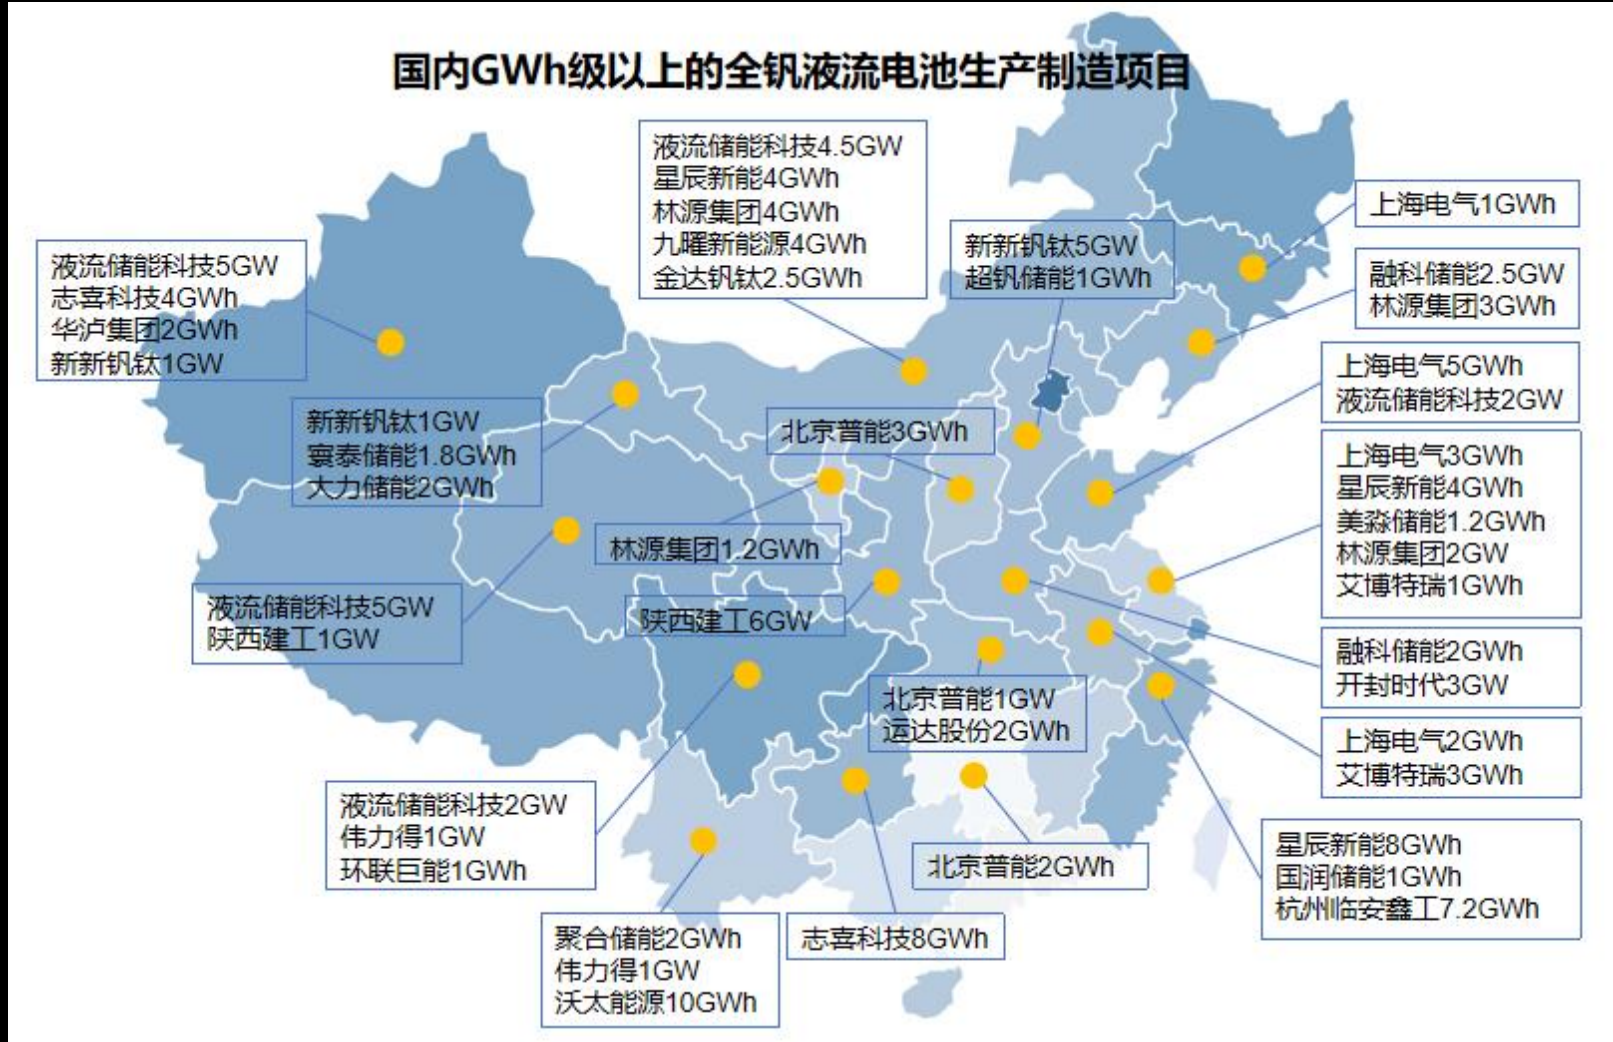 国内GWh级以上的全钒液流电池生产制造项目
液流储能科技4.5GW
星辰新能4GWh
林源集团4GWh
九曜新能源4GWh
金达钒钛2.5GWh
新新钒钛5GW
超钒储能1GWh
上海电气1GWh
融科储能2.5GW
林源集团3GWh
液流储能科技5GW
志喜科技4GWh
华泸集团2GWh
新新钒钛1GW
上海电气5GWh
液流储能科技2GW
新新钒钛1GW
寰泰储能1.8GWh
大力储能2GWh
北京普能3GWh
上海电气3GWh
星辰新能4GWh
美淼储能1.2GWh
林源集团2GW
艾博特瑞1GWh
林源集团1.2GWh
液流储能科技5GW
陕西建工1GW
陕西建工6GW
融科储能2GWh
开封时代3GW
北京普能1GW
运达股份2GWh
上海电气2GWh
艾博特瑞3GWh
液流储能科技2GW
伟力得1GW
环联巨能1GWh
北京普能2GWh
星辰新能8GWh
国润储能1GWh
杭州临安鑫工7.2GWh
聚合储能2GWh
伟力得1GW
沃太能源10GWh
志喜科技8GWh